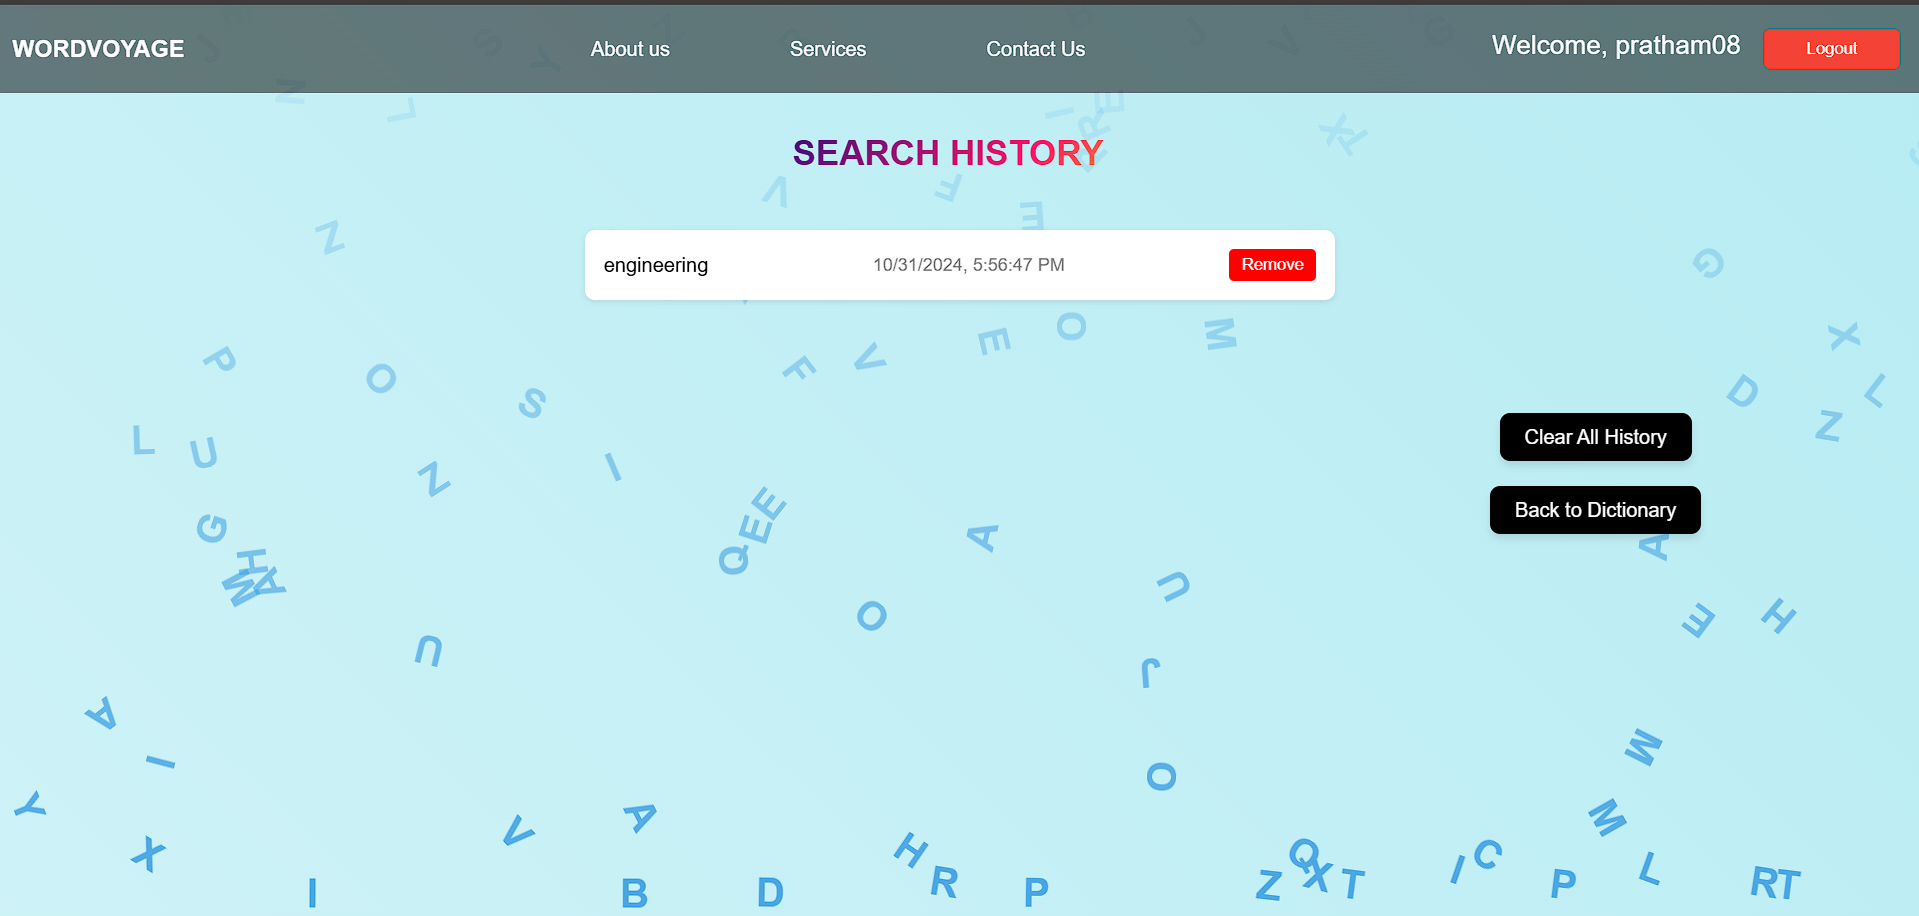 WORDVOYAGE About us Services Contact Us Welcome, pratham08 Logout
SEARCH HISTORY
engineering 10/31/2024, 5:56:47 PM Remove
Clear All History
Back to Dictionary